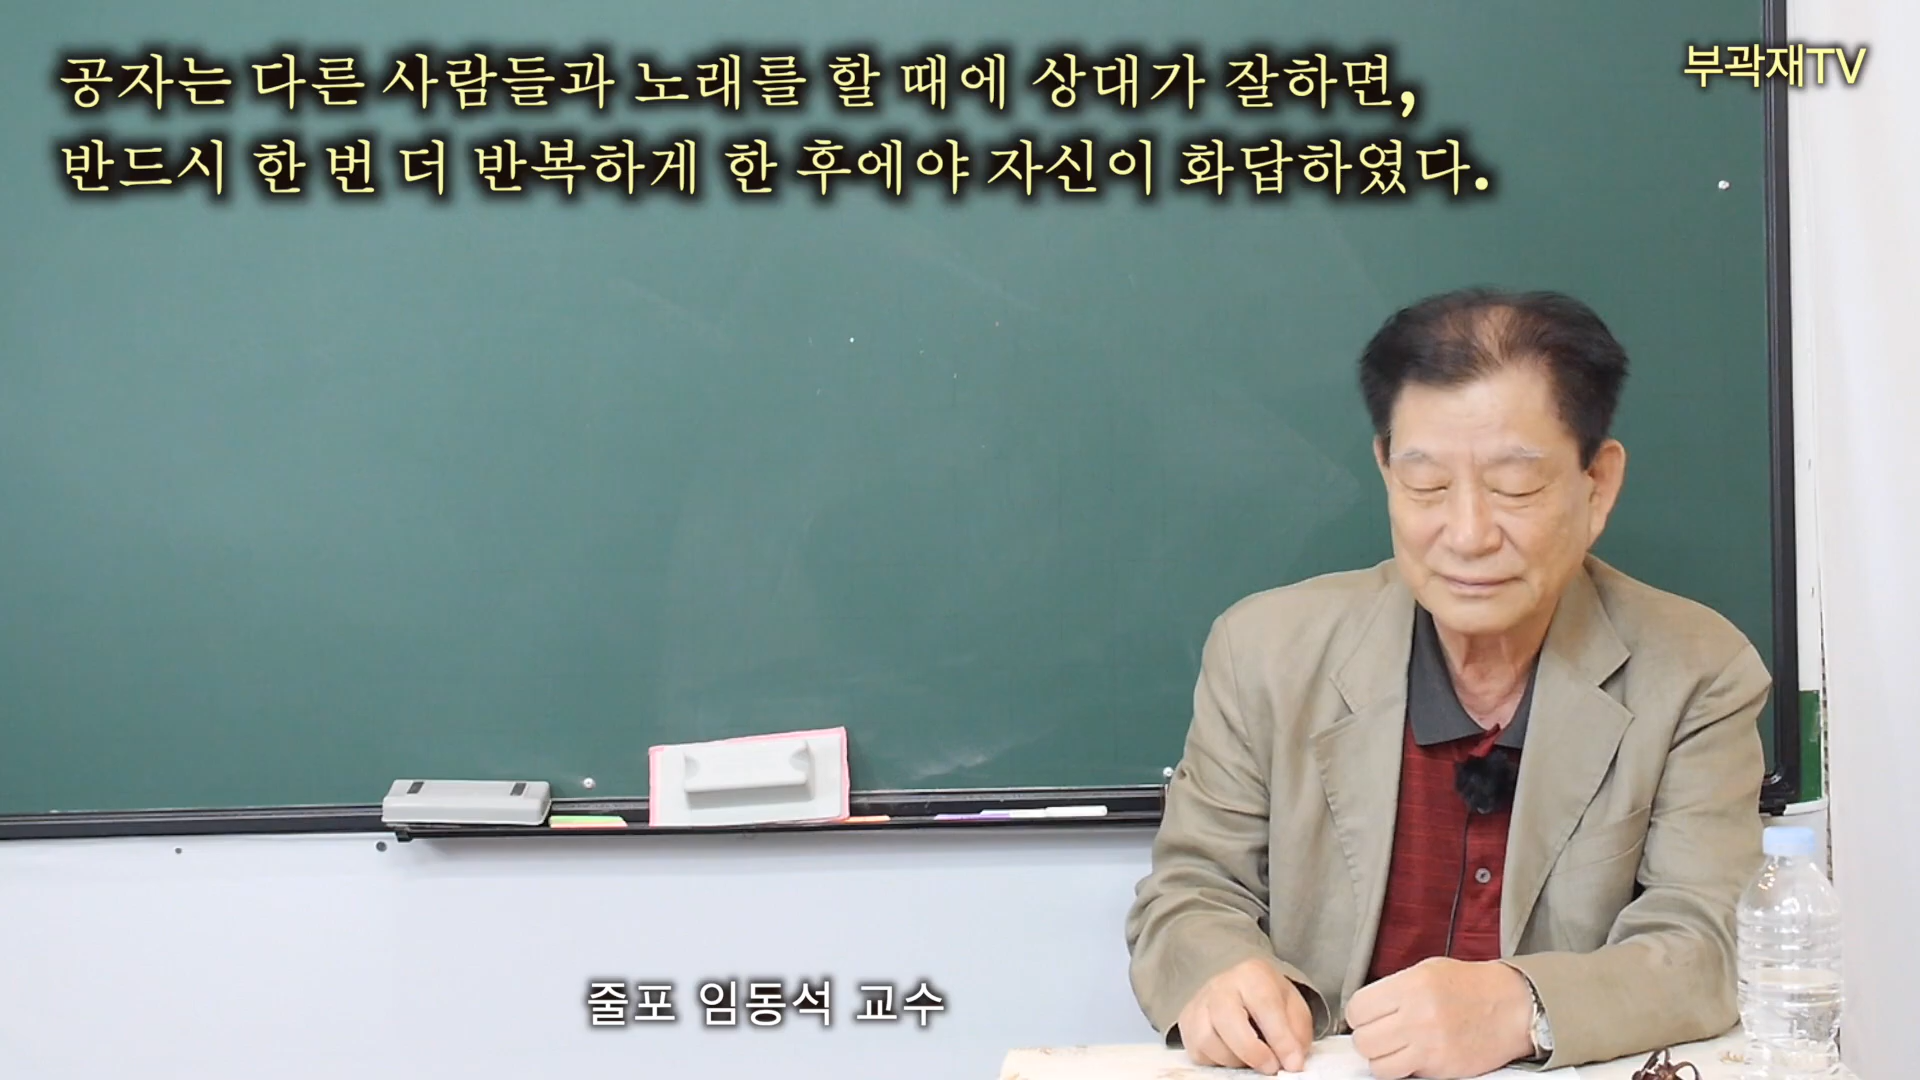 공자는 다른 사람들과 노래를 할 때에 상대가 잘하면,
반드시 한 번 더 반복하게 한 후에야 자신이 화답하였다.
부곽재TV
줄포 임동석 교수